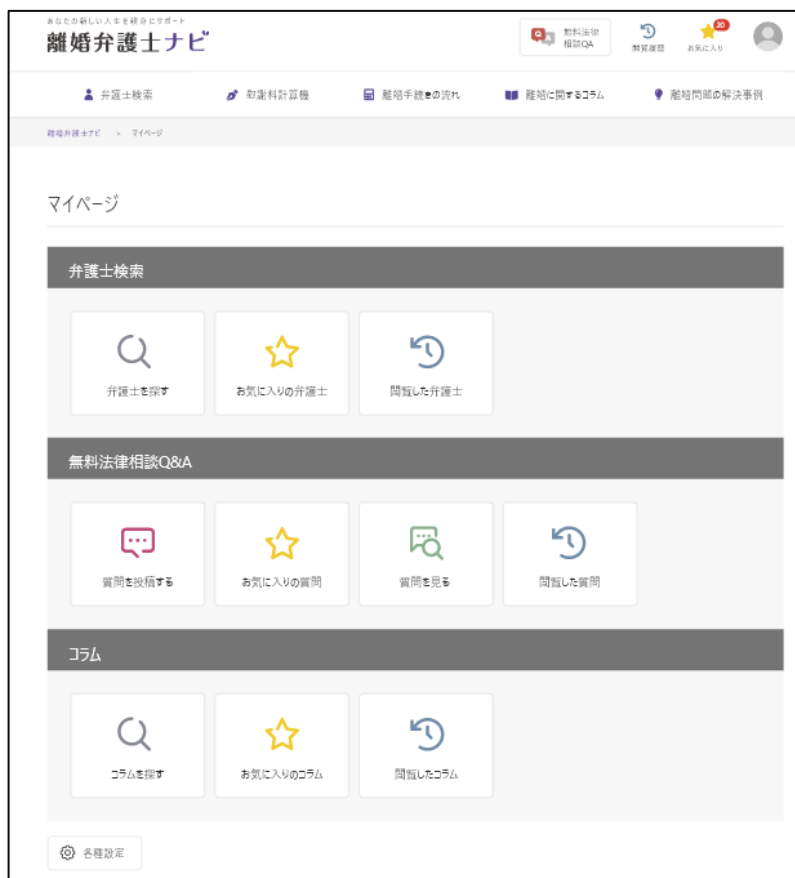 あなたの新しい人生を親身にサポート
離婚弁護士ナビ
無料法律
相談QA
閲覧履歴
20
お気に入り
弁護士検索
慰謝料計算機
離婚手続きの流れ
離婚に関するコラム
離婚問題の解決事例
離婚弁護士ナビ > マイページ
マイページ
弁護士検索
弁護士を探す
お気に入りの弁護士
閲覧した弁護士
無料法律相談Q&A
質問を投稿する
お気に入りの質問
質問を見る
閲覧した質問
コラム
コラムを探す
お気に入りのコラム
閲覧したコラム
各種設定